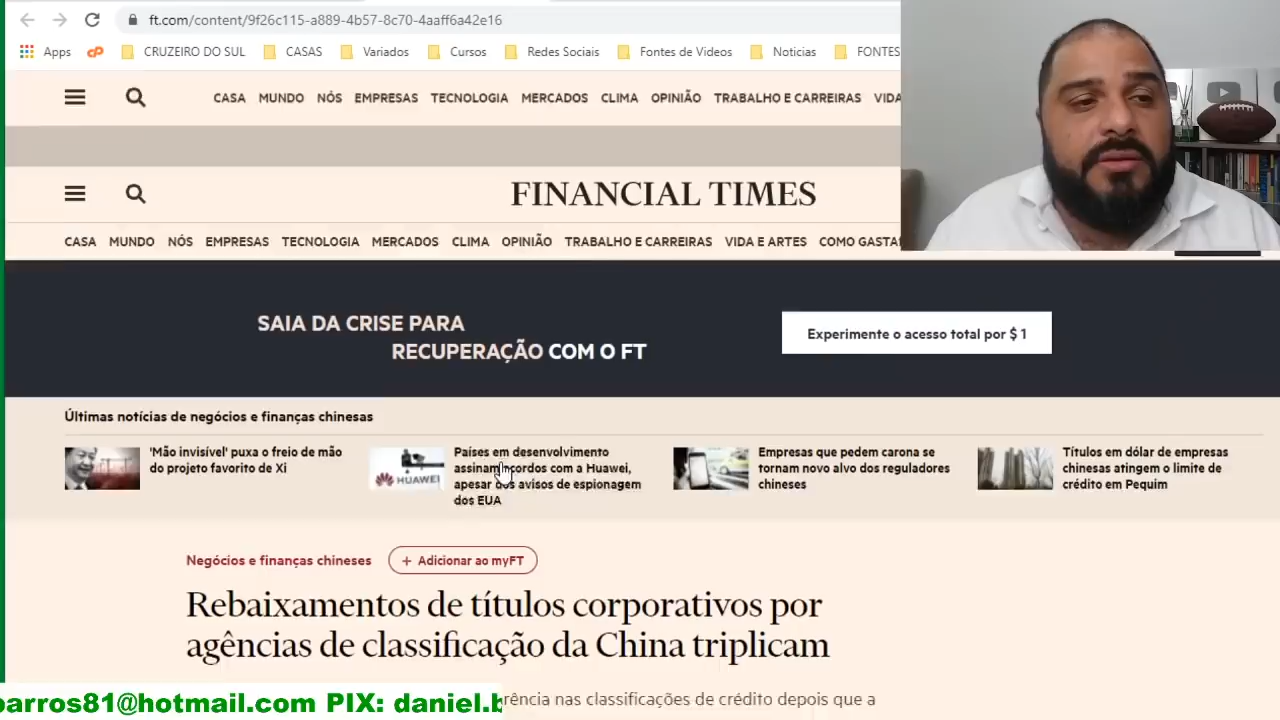 ft.com/content/9f26c115-a889-4b57-8c70-4aaff6a42e16
Apps CRUZEIRO DO SUL CASAS Variados Cursos Redes Sociais Fontes de Videos Noticias FONTES
CASA MUNDO NÓS EMPRESAS TECNOLOGIA MERCADOS CLIMA OPINIÃO TRABALHO E CARREIRAS VIDA
FINANCIAL TIMES
CASA MUNDO NÓS EMPRESAS TECNOLOGIA MERCADOS CLIMA OPINIÃO TRABALHO E CARREIRAS VIDA E ARTES COMO GASTA
SAIA DA CRISE PARA
RECUPERAÇÃO COM O FT
Experimente o acesso total por $ 1
Últimas notícias de negócios e finanças chinesas
'Mão invisível' puxa o freio de mão
do projeto favorito de Xi
HUAWEI
Países em desenvolvimento
assinam acordos com a Huawei,
apesar dos avisos de espionagem
dos EUA
Empresas que pedem carona se
tornam novo alvo dos reguladores
chineses
Títulos em dólar de empresas
chinesas atingem o limite de
crédito em Pequim
Negócios e finanças chineses + Adicionar ao myFT
Rebaixamentos de títulos corporativos por
agências de classificação da China triplicam
nas classificações de crédito depois que a
barros81@hotmail.com PIX: daniel.b